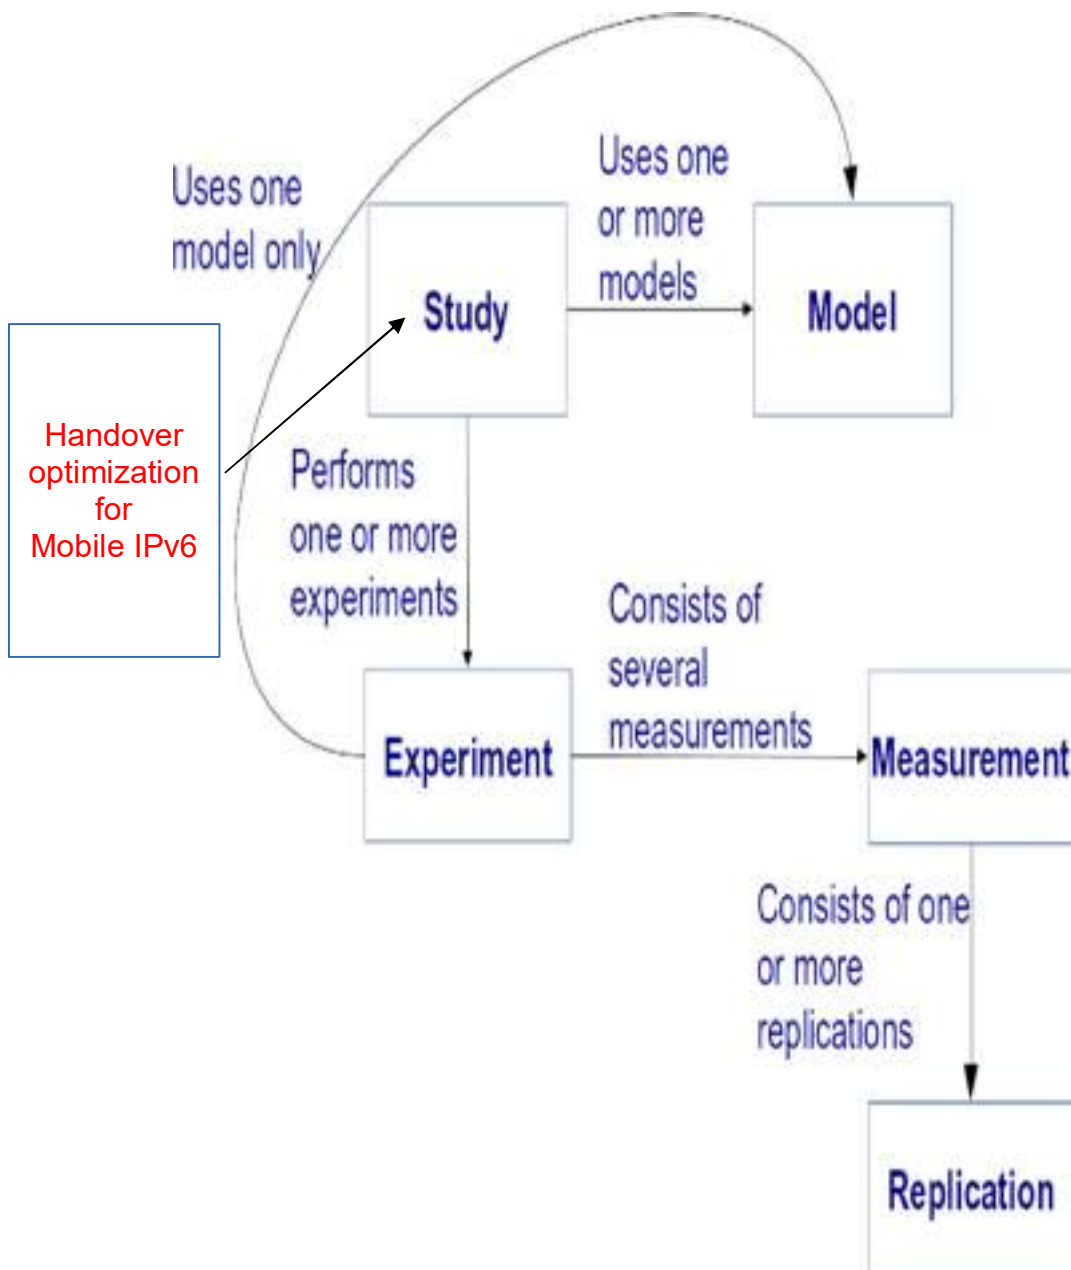 Uses one
model only
Uses one
or more
models
Study
Model
Handover
optimization
for
Mobile IPv6
Performs
one or more
experiments
Consists of
several
measurements
Experiment
Measurement
Consists of one
or more
replications
Replication